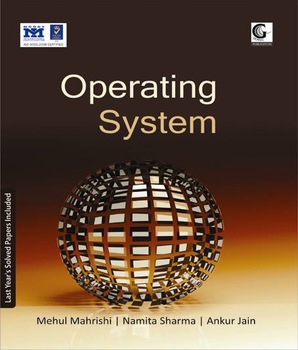 Operating
System
Last Year's Solved Papers Included
Mehul Mahrishi | Namita Sharma | Ankur Jain